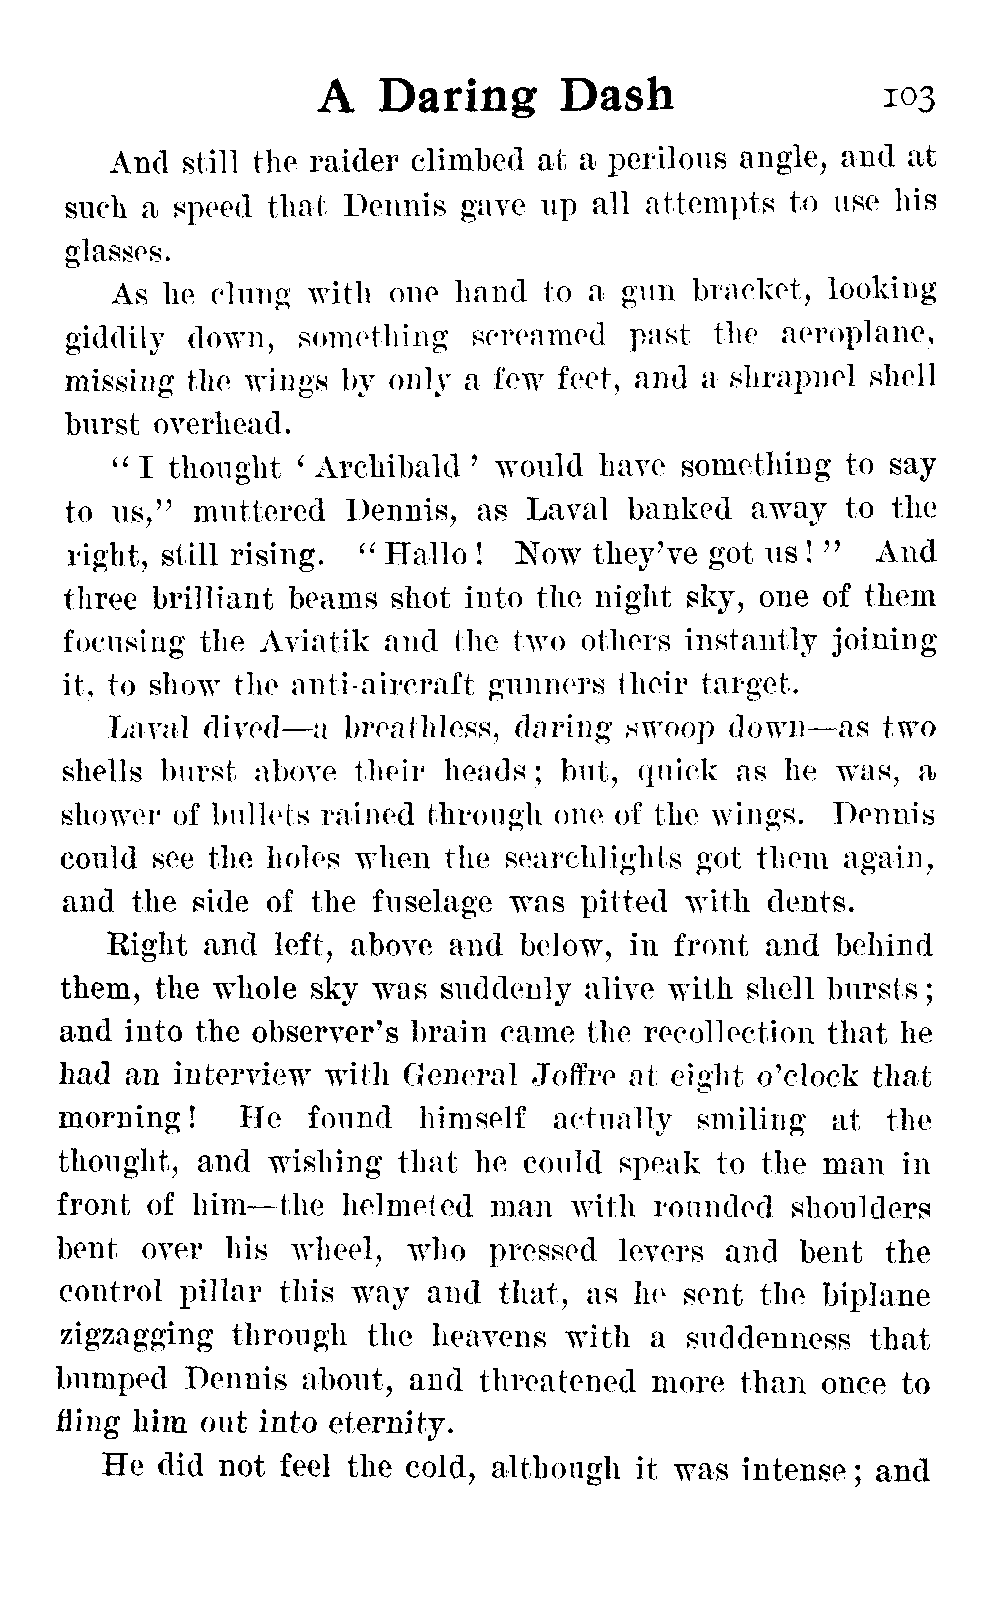 A Daring Dash 103
And still the raider climbed at a perilous angle, and at
such a speed that Dennis gave up all attempts to use his
glasses.
As he clung with one hand to a gun bracket, looking
giddily down, something screamed past the aeroplane,
missing the wings by only a few feet, and a shrapnel shell
burst overhead.
“ I thought ‘ Archibald ’ would have something to say
to us,” muttered Dennis, as Laval banked away to the
right, still rising. “ Hallo ! Now they’ve got us ! ” And
three brilliant beams shot into the night sky, one of them
focusing the Aviatik and the two others instantly joining
it, to show the anti-aircraft gunners their target.
Laval dived—a breathless, daring swoop down—as two
shells burst above their heads ; but, quick as he was, a
shower of bullets rained through one of the wings. Dennis
could see the holes when the searchlights got them again,
and the side of the fuselage was pitted with dents.
Right and left, above and below, in front and behind
them, the whole sky was suddenly alive with shell bursts ;
and into the observer’s brain came the recollection that he
had an interview with General Joffre at eight o’clock that
morning ! He found himself actually smiling at the
thought, and wishing that he could speak to the man in
front of him—the helmeted man with rounded shoulders
bent over his wheel, who pressed levers and bent the
control pillar this way and that, as he sent the biplane
zigzagging through the heavens with a suddenness that
bumped Dennis about, and threatened more than once to
fling him out into eternity.
He did not feel the cold, although it was intense ; and